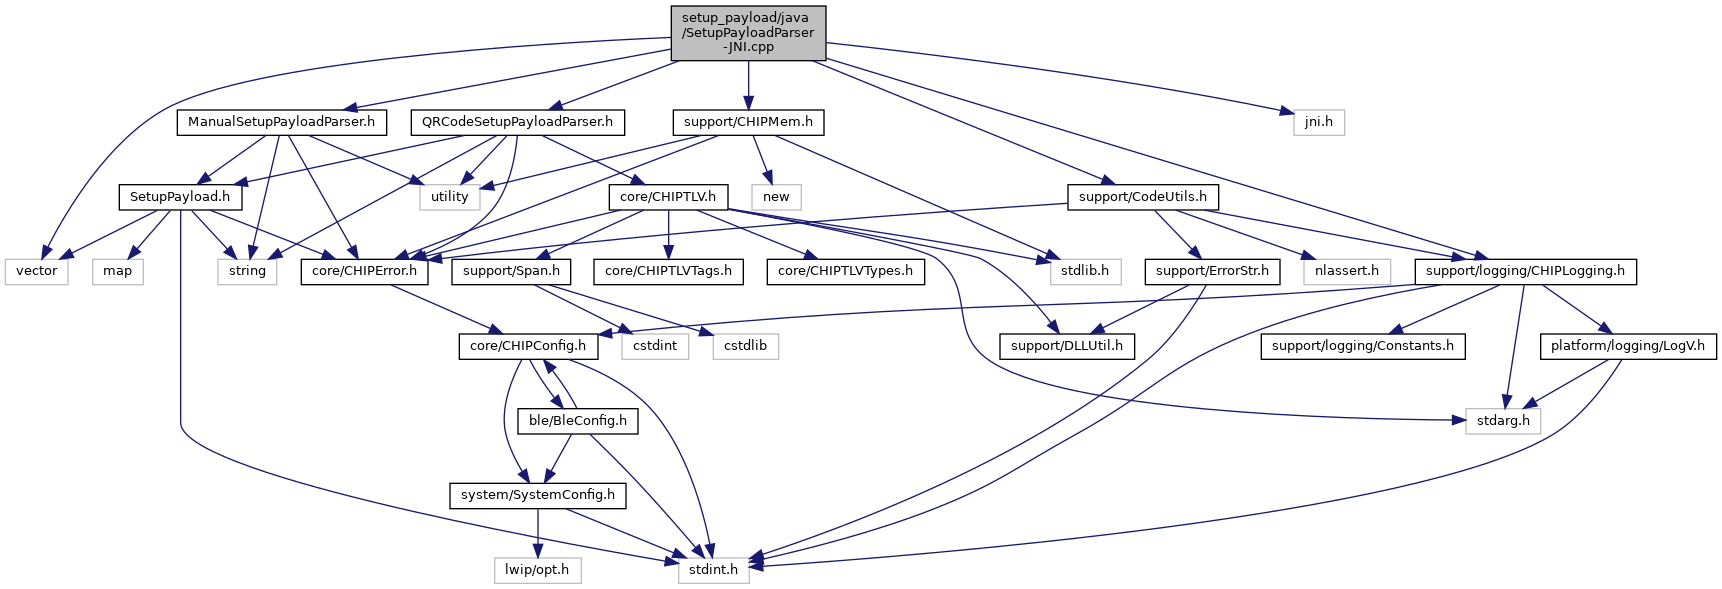 setup_payload/java
/SetupPayloadParser
-JNI.cpp
ManualSetupPayloadParser.h
QRCodeSetupPayloadParser.h
support/CHIPMem.h
jni.h
SetupPayload.h
utility
core/CHIPTLV.h
new
support/CodeUtils.h
vector
map
string
core/CHIPError.h
support/Span.h
core/CHIPTLVTags.h
core/CHIPTLVTypes.h
stdlib.h
support/ErrorStr.h
nlassert.h
support/logging/CHIPLogging.h
core/CHIPConfig.h
cstdint
cstdlib
support/DLLUtil.h
support/logging/Constants.h
platform/logging/LogV.h
ble/BleConfig.h
stdarg.h
system/SystemConfig.h
lwip/opt.h
stdint.h